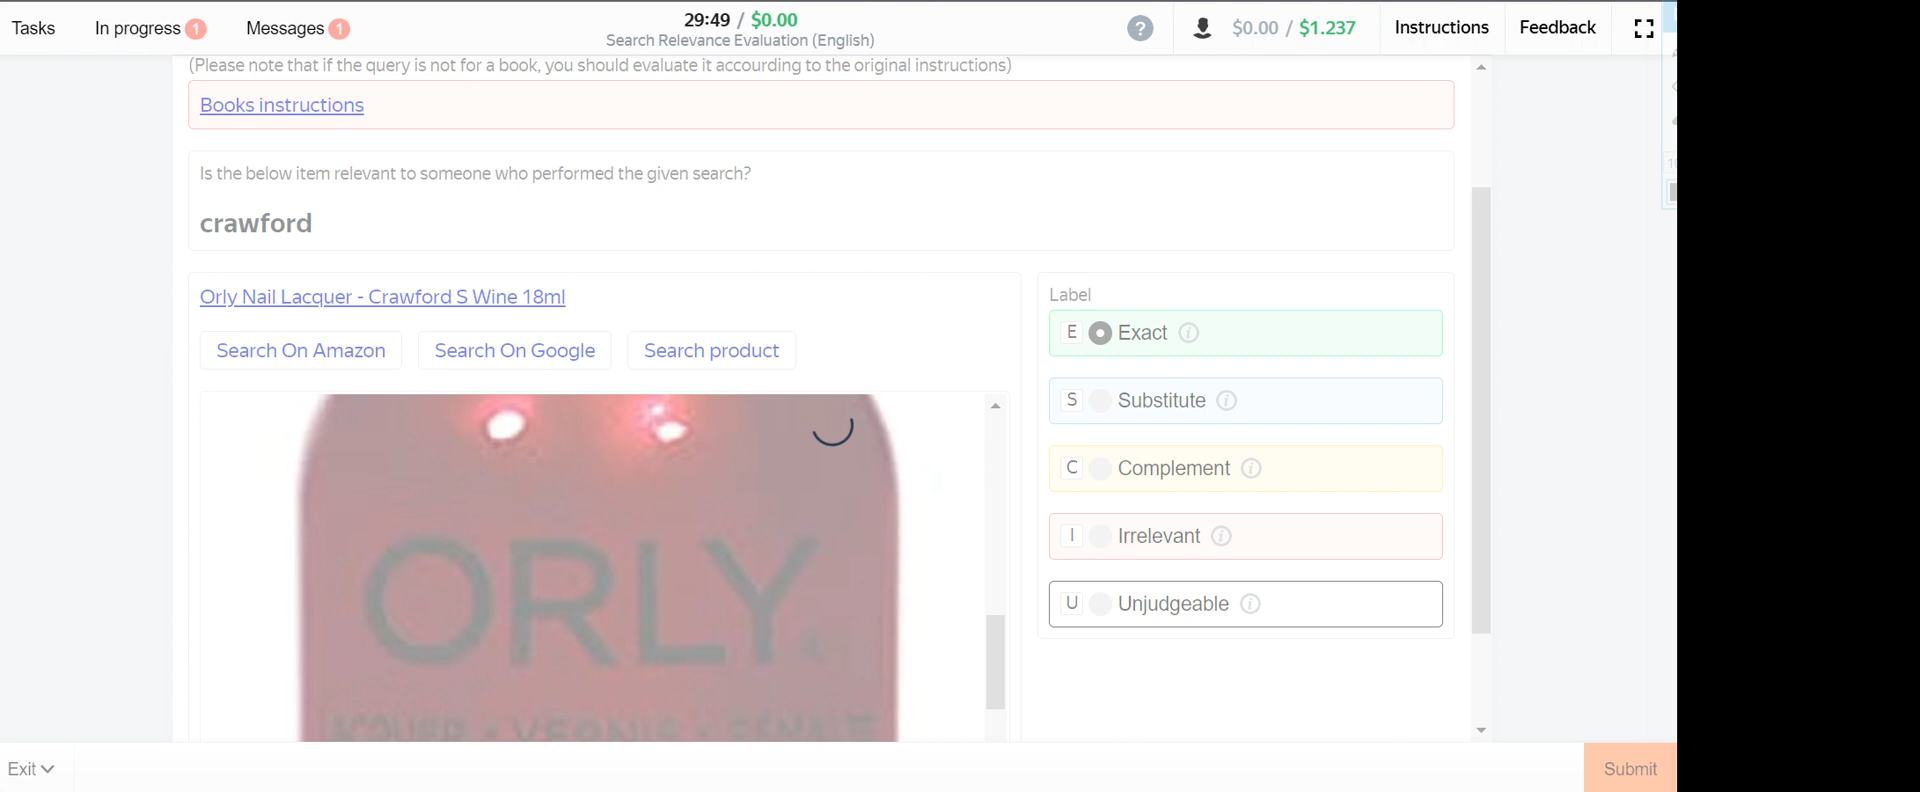 Tasks
In progress 1
Messages 1
29:49 / $0.00
Search Relevance Evaluation (English)
?
$0.00 / $1.237
Instructions
Feedback
(Please note that if the query is not for a book, you should evaluate it accourding to the original instructions)
Books instructions
Is the below item relevant to someone who performed the given search?
crawford
Orly Nail Lacquer - Crawford S Wine 18ml
Search On Amazon
Search On Google
Search product
ORLY
Label
E Exact i
S Substitute i
C Complement i
I Irrelevant i
U Unjudgeable i
Exit
Submit